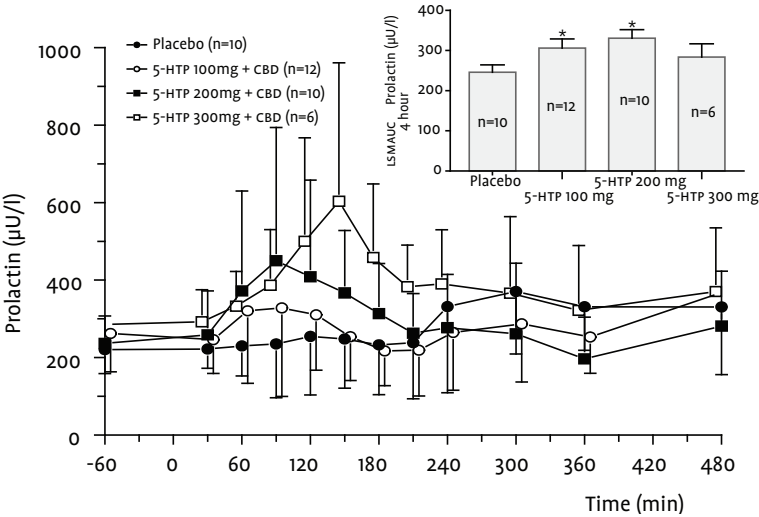 Placebo (n=10)
5-HTP 100mg + CBD (n=12)
5-HTP 200mg + CBD (n=10)
5-HTP 300mg + CBD (n=6)
Prolactin (µU/l)
1000
800
600
400
200
0
-60
0
60
120
180
240
300
360
420
480
Time (min)
LSMAUC Prolactin (µU/l)
4 hour
400
300
200
100
0
*
*
n=10
n=12
n=10
n=6
Placebo
5-HTP 100 mg
5-HTP 200 mg
5-HTP 300 mg